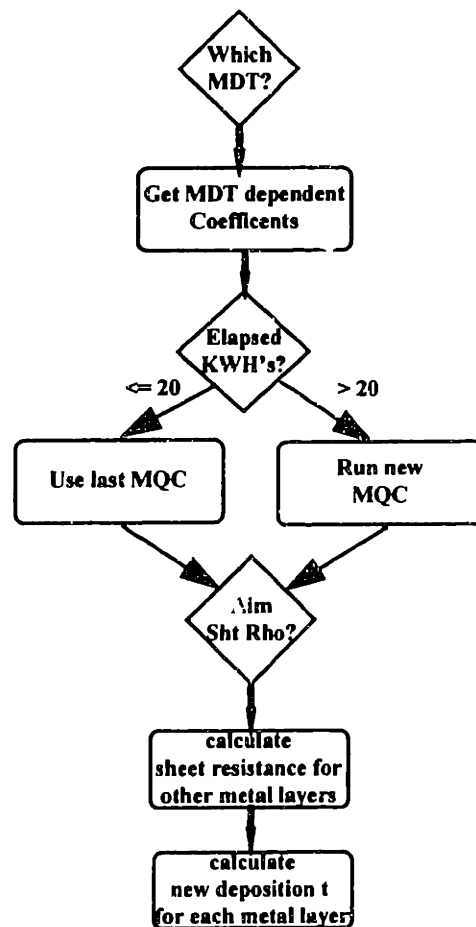 Which
MDT?
Get MDT dependent
Coefficents
Elapsed
KWH's?
<= 20
> 20
Use last MQC
Run new
MQC
Aim
Sht Rho?
calculate
sheet resistance for
other metal layers
calculate
new deposition t
for each metal layer